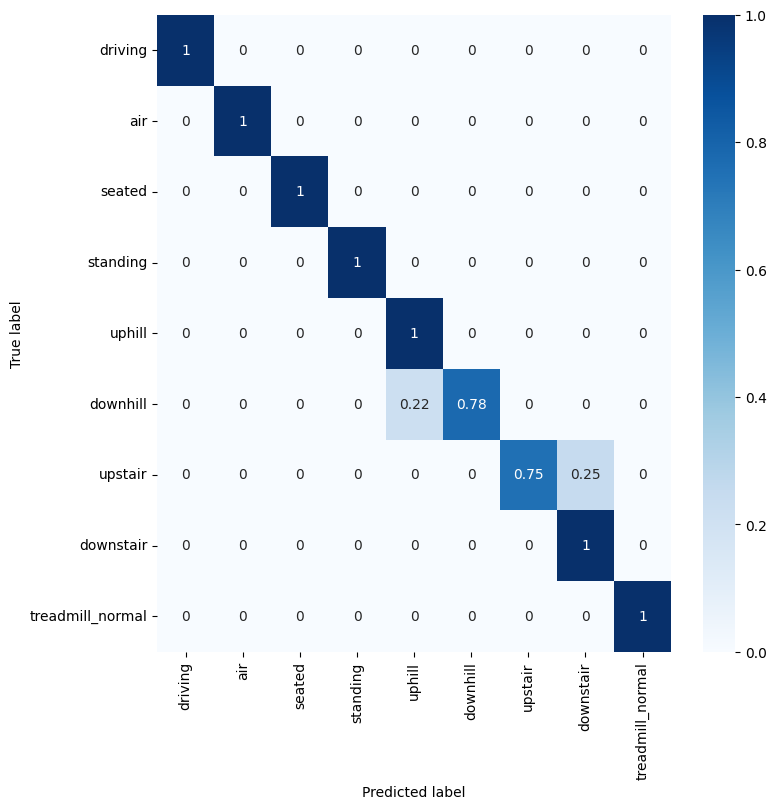 driving 1 0 0 0 0 0 0 0 0
air 0 1 0 0 0 0 0 0 0
seated 0 0 1 0 0 0 0 0 0
standing 0 0 0 1 0 0 0 0 0
uphill 0 0 0 0 1 0 0 0 0
downhill 0 0 0 0 0.22 0.78 0 0 0
upstair 0 0 0 0 0 0 0.75 0.25 0
downstair 0 0 0 0 0 0 0 1 0
treadmill_normal 0 0 0 0 0 0 0 0 1
True label
driving air seated standing uphill downhill upstair downstair treadmill_normal
Predicted label
1.0
0.8
0.6
0.4
0.2
0.0